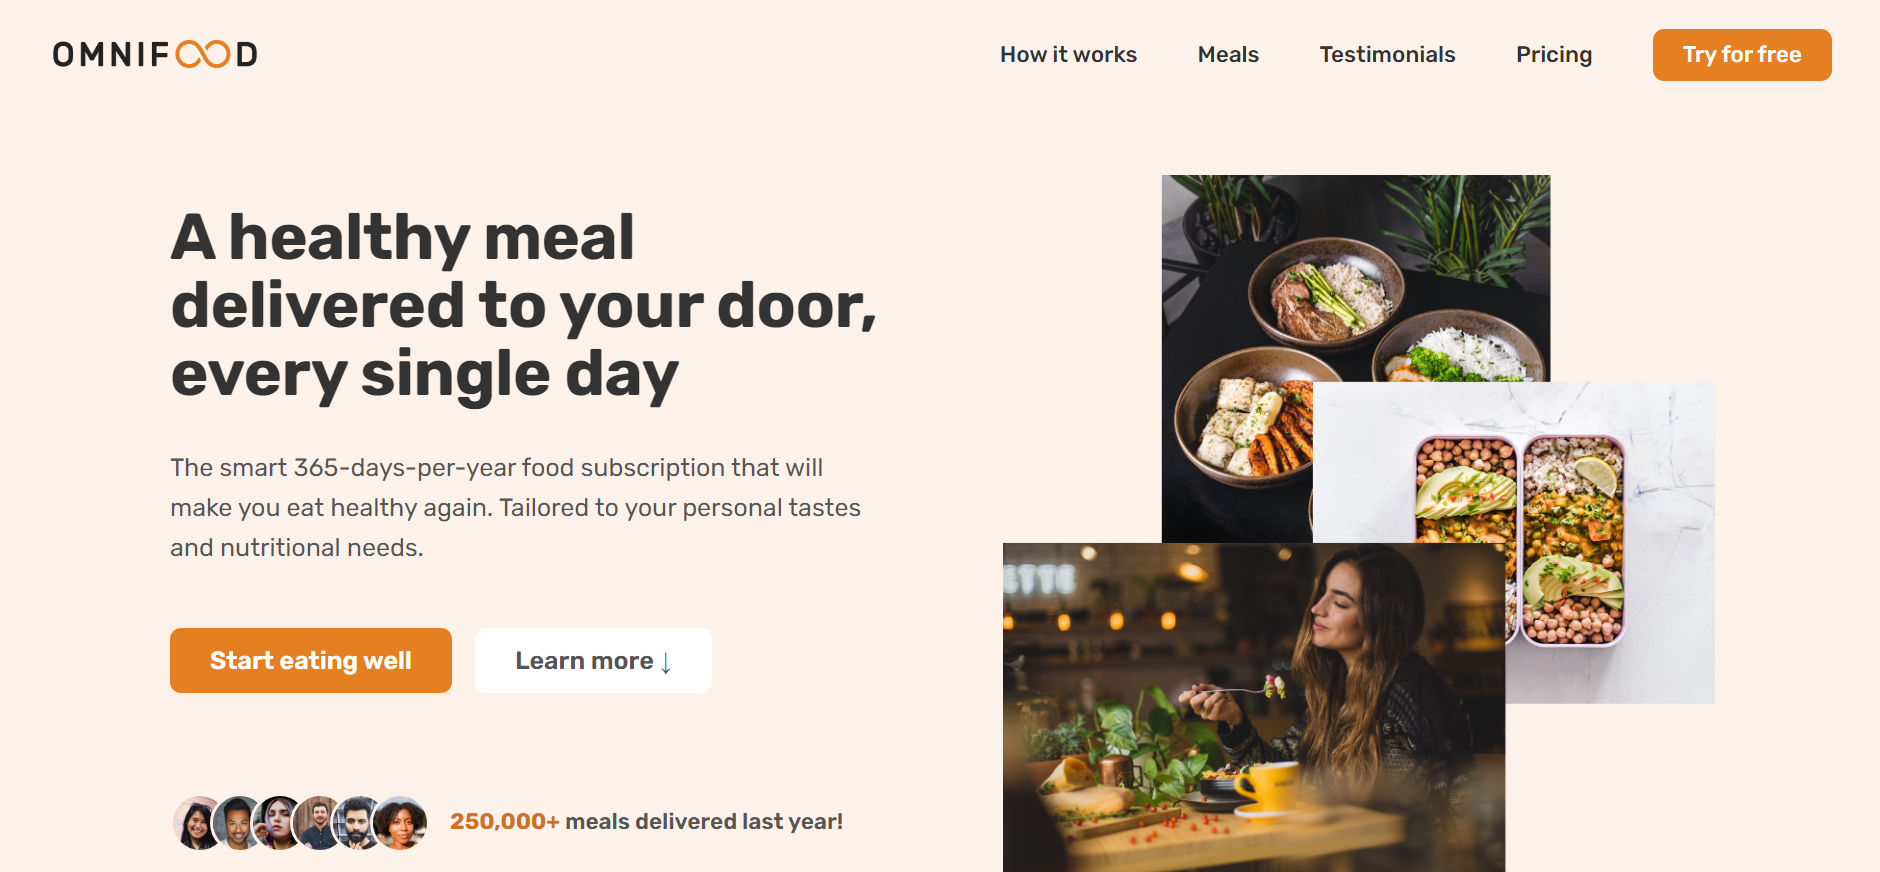 OMNIFOOD
How it works
Meals
Testimonials
Pricing
Try for free
A healthy meal
delivered to your door,
every single day
The smart 365-days-per-year food subscription that will
make you eat healthy again. Tailored to your personal tastes
and nutritional needs.
Start eating well
Learn more ↓
250,000+ meals delivered last year!
ETTE